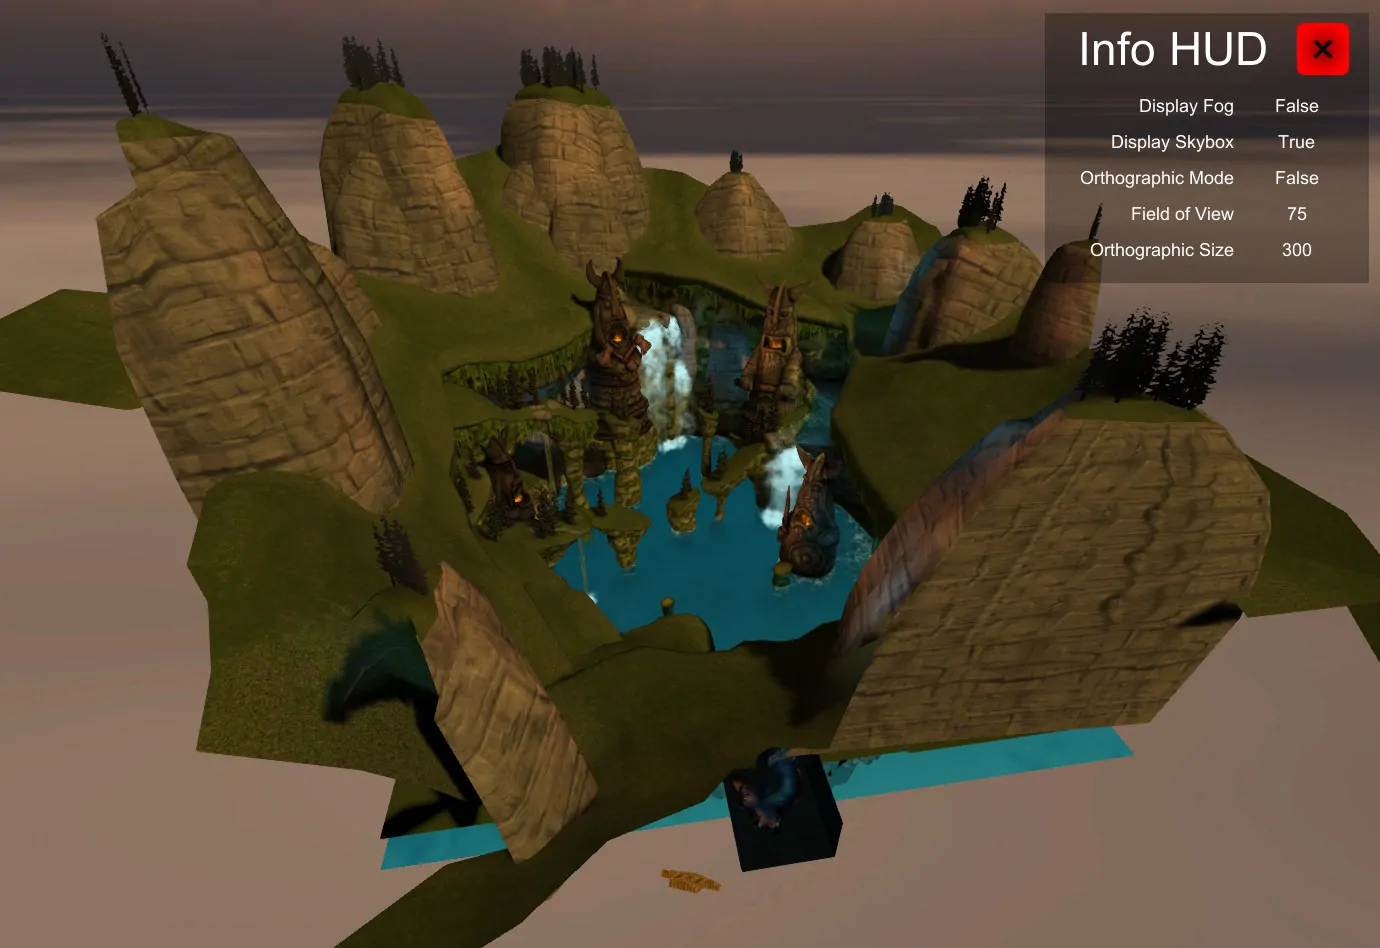 Info HUD
Display Fog False
Display Skybox True
Orthographic Mode False
Field of View 75
Orthographic Size 300